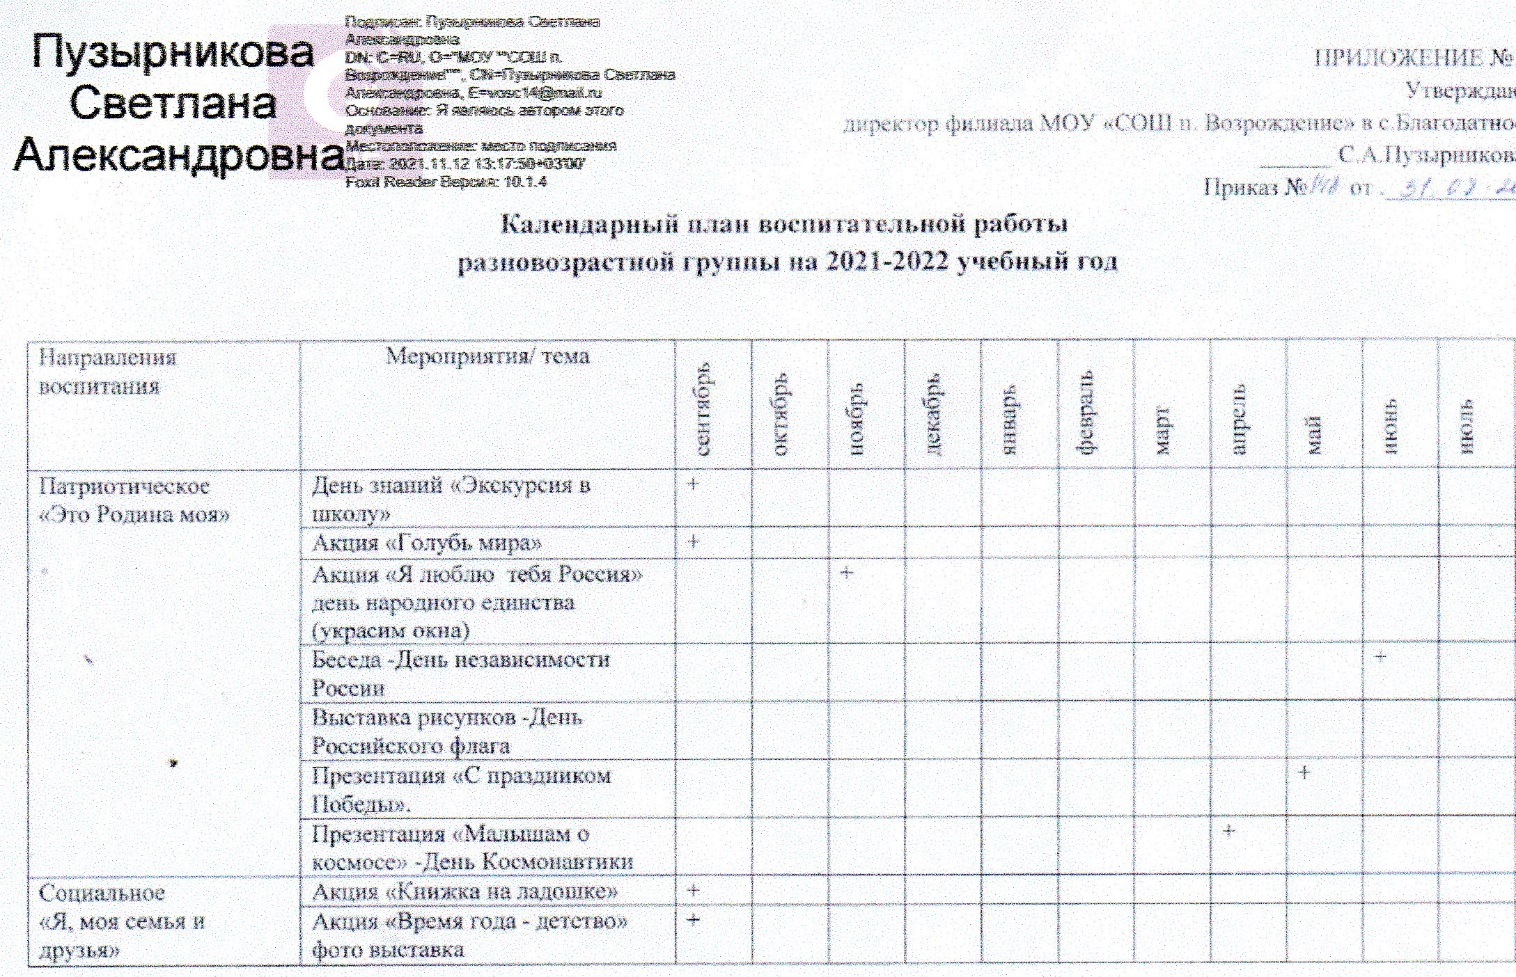 Пузырникова
Светлана
Александровна
Подписан: Пузырникова Светлана
Александровна
DN: C=RU, O="МОУ ""СОШ п.
Возрождение""", CN=Пузырникова Светлана
Александровна, E=vosc14@mail.ru
Основание: Я являюсь автором этого
документа
Местоположение: место подписания
Дата: 2021.11.12 13:17:50+03'00'
Foxit Reader Версия: 10.1.4
ПРИЛОЖЕНИЕ №
Утверждаю
директор филиала МОУ «СОШ п. Возрождение» в с.Благодатно
______ С.А.Пузырникова
Приказ № от
Календарный план воспитательной работы
разновозрастной группы на 2021-2022 учебный год
Направления
воспитания
Мероприятия/ тема
сентябрь
октябрь
ноябрь
декабрь
январь
февраль
март
апрель
май
июнь
июль
Патриотическое
«Это Родина моя»
День знаний «Экскурсия в +
школу»
Акция «Голубь мира» +
Акция «Я люблю тебя Россия» +
день народного единства
(украсим окна)
Беседа -День независимости +
России
Выставка рисунков -День
Российского флага
Презентация «С праздником +
Победы».
Презентация «Малышам о +
космосе» -День Космонавтики
Социальное
«Я, моя семья и
друзья»
Акция «Книжка на ладошке» +
Акция «Время года - детство» +
фото выставка